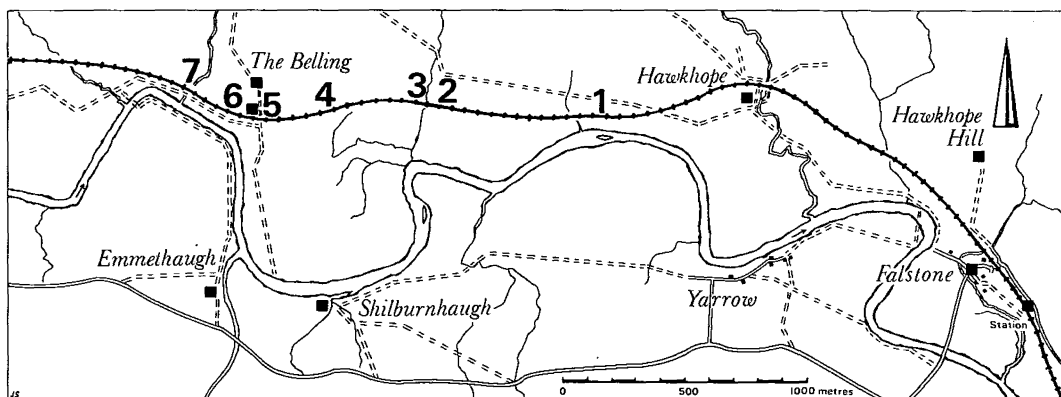 7
The Belling
6
5
4
3
2
1
Hawkhope
Hawkhope
Hill
Emmethaugh
Shilburnhaugh
Yarrow
Falstone
Station
0 500 1000 metres